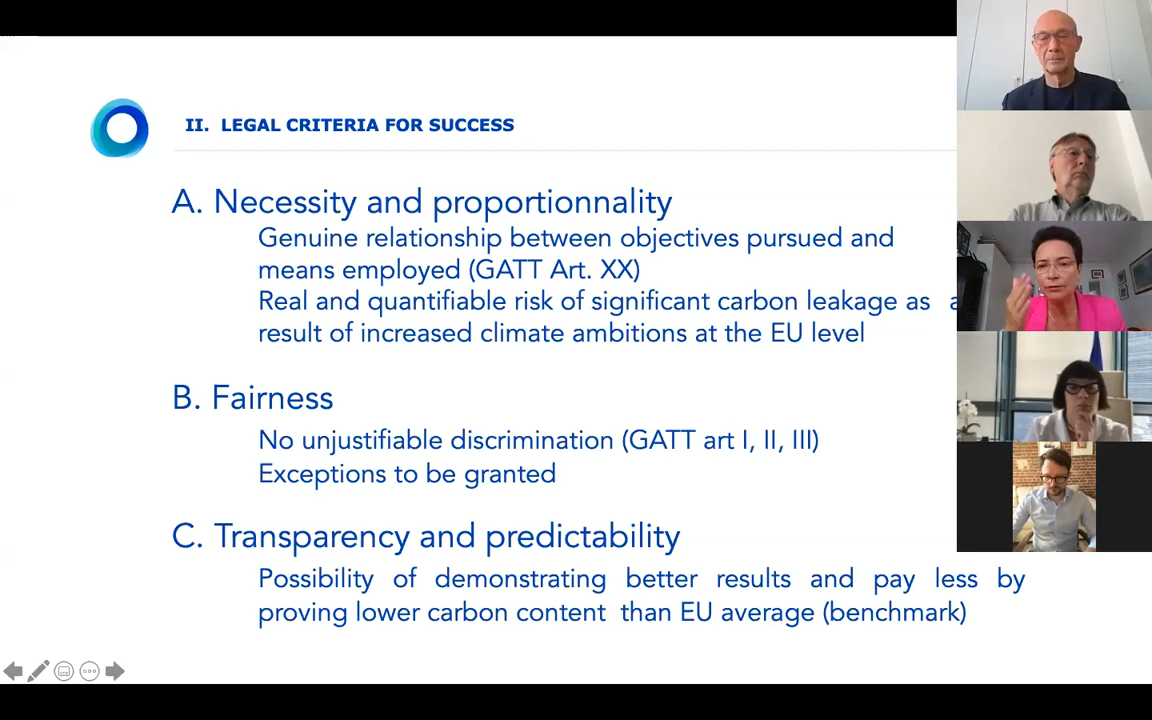 II. LEGAL CRITERIA FOR SUCCESS
A. Necessity and proportionnality
Genuine relationship between objectives pursued and
means employed (GATT Art. XX)
Real and quantifiable risk of significant carbon leakage as a
result of increased climate ambitions at the EU level
B. Fairness
No unjustifiable discrimination (GATT art I, II, III)
Exceptions to be granted
C. Transparency and predictability
Possibility of demonstrating better results and pay less by
proving lower carbon content than EU average (benchmark)